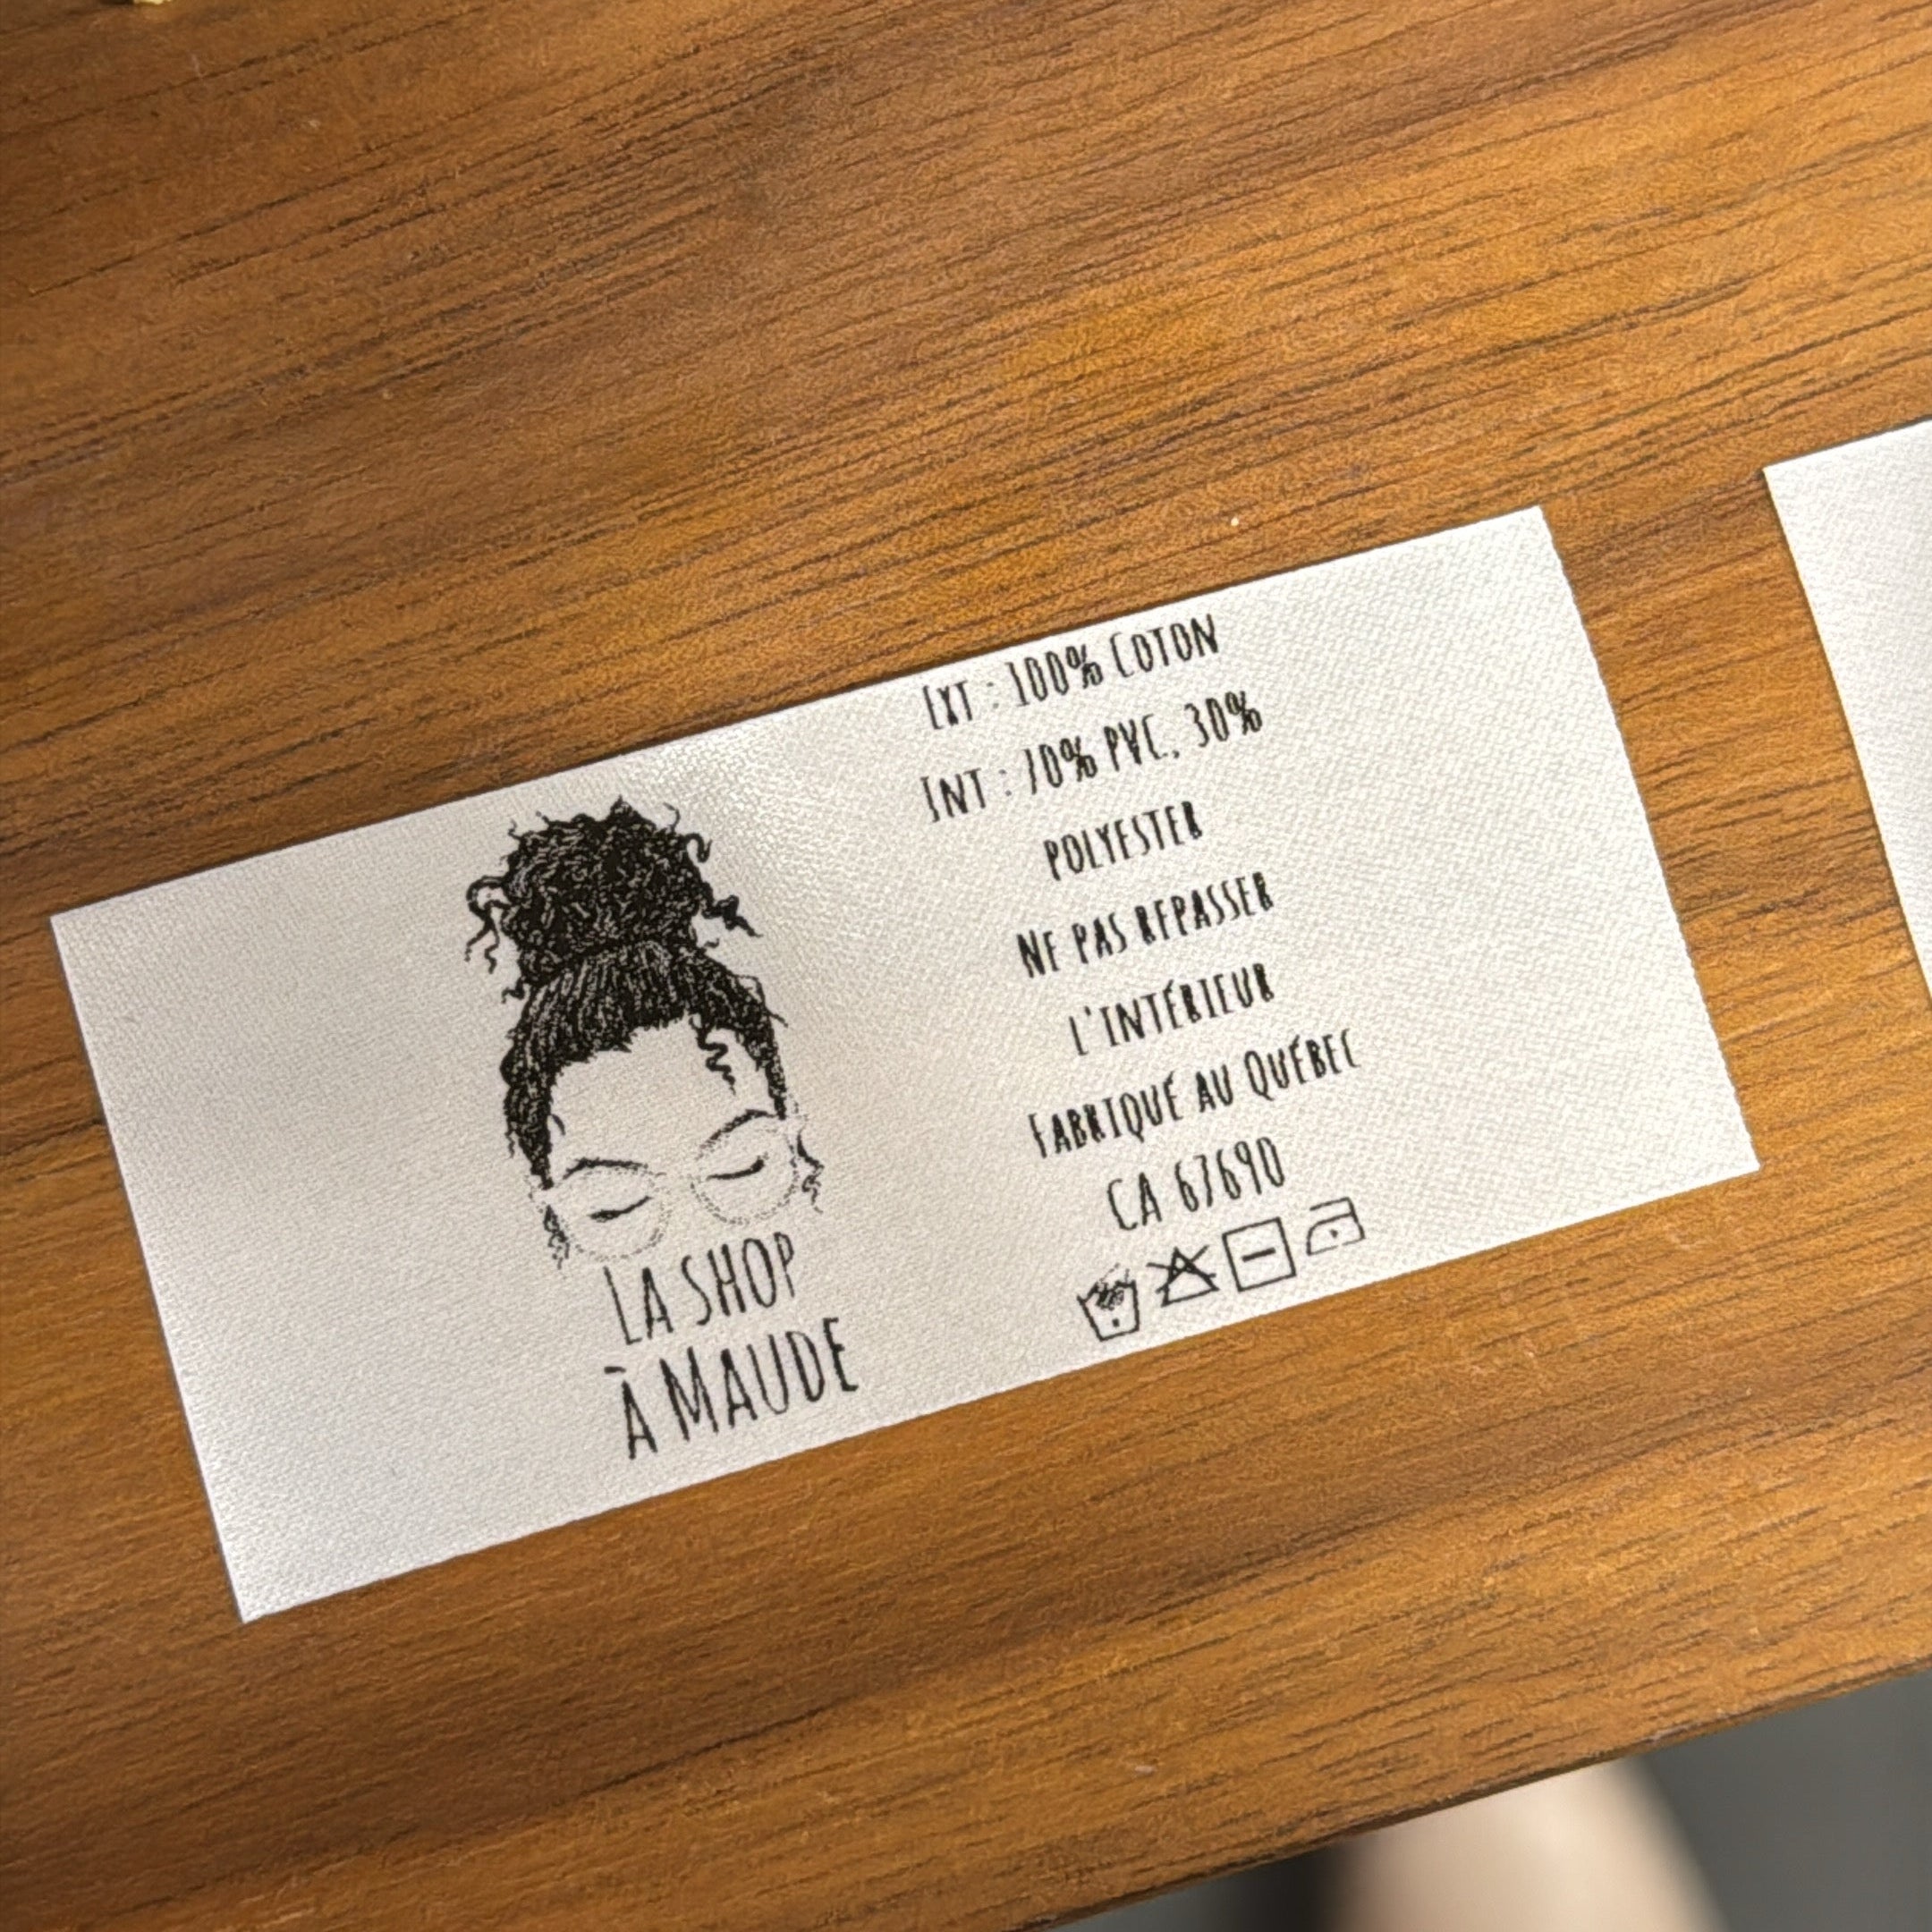 LA SHOP
À MAUDE
EXT : 100% COTON
INT : 70% PVC, 30%
POLYESTER
NE PAS REPASSER
L'INTÉRIEUR
FABRIQUÉ AU QUÉBEC
CA 67690